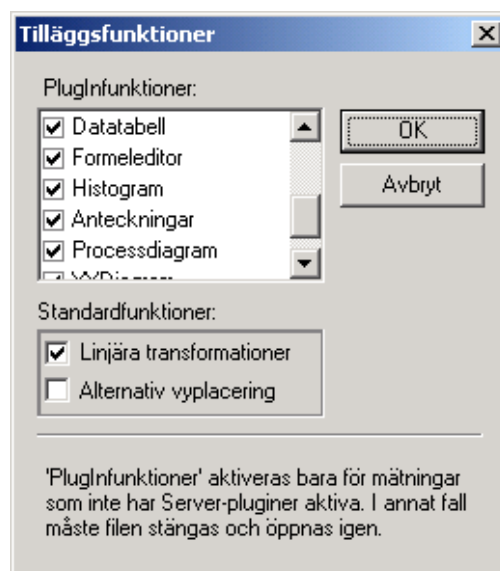 Tilläggsfunktioner
PlugInfunktioner:
Datatabell
Formeleditor
Histogram
Anteckningar
Processdiagram
OK
Avbryt
Standardfunktioner:
Linjära transformationer
Alternativ vyplacering
'PlugInfunktioner' aktiveras bara för mätningar
som inte har Server-pluginer aktiva. I annat fall
måste filen stängas och öppnas igen.